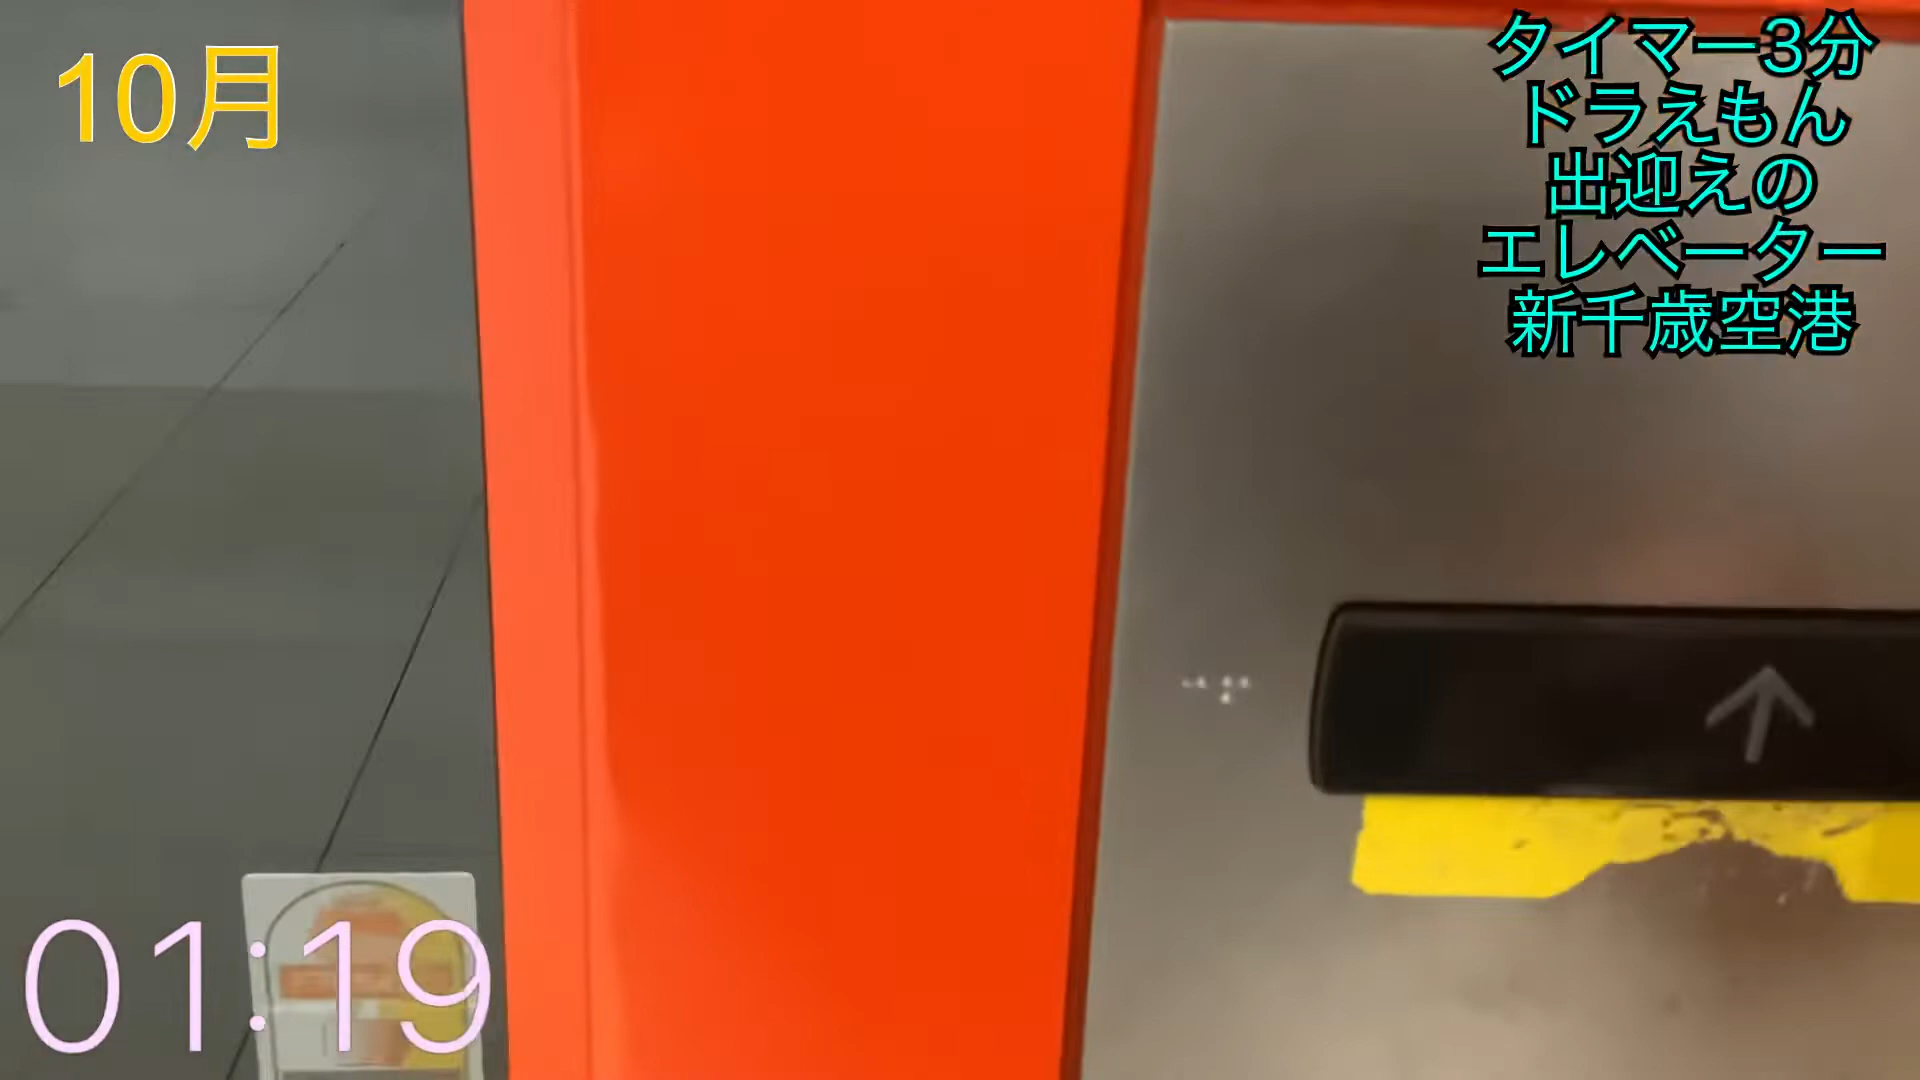 10月
タイマー3分
ドラえもん
出迎えの
エレベーター
新千歳空港
01:19